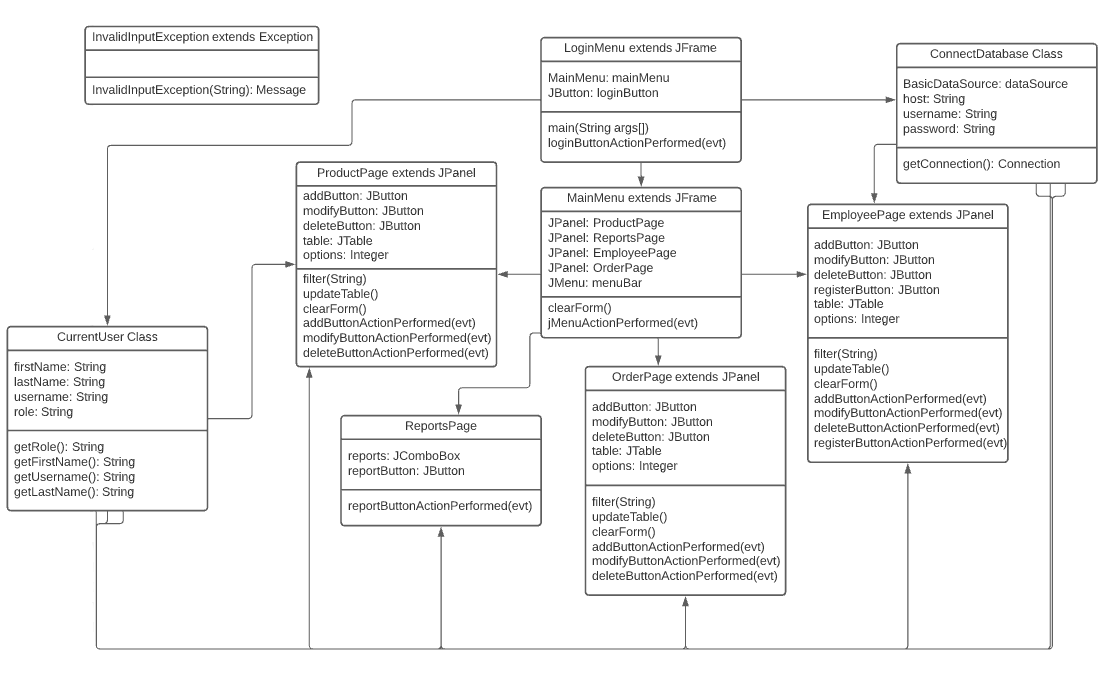 InvalidInputException extends Exception
InvalidInputException(String): Message
LoginMenu extends JFrame
MainMenu: mainMenu
JButton: loginButton
main(String args[])
loginButtonActionPerformed(evt)
ConnectDatabase Class
BasicDataSource: dataSource
host: String
username: String
password: String
getConnection(): Connection
ProductPage extends JPanel
addButton: JButton
modifyButton: JButton
deleteButton: JButton
table: JTable
options: Integer
filter(String)
updateTable()
clearForm()
addButtonActionPerformed(evt)
modifyButtonActionPerformed(evt)
deleteButtonActionPerformed(evt)
MainMenu extends JFrame
JPanel: ProductPage
JPanel: ReportsPage
JPanel: EmployeePage
JPanel: OrderPage
JMenu: menuBar
clearForm()
jMenuActionPerformed(evt)
EmployeePage extends JPanel
addButton: JButton
modifyButton: JButton
deleteButton: JButton
registerButton: JButton
table: JTable
options: Integer
filter(String)
updateTable()
clearForm()
addButtonActionPerformed(evt)
modifyButtonActionPerformed(evt)
deleteButtonActionPerformed(evt)
registerButtonActionPerformed(evt)
CurrentUser Class
firstName: String
lastName: String
username: String
role: String
getRole(): String
getFirstName(): String
getUsername(): String
getLastName(): String
ReportsPage
reports: JComboBox
reportButton: JButton
reportButtonActionPerformed(evt)
OrderPage extends JPanel
addButton: JButton
modifyButton: JButton
deleteButton: JButton
table: JTable
options: Integer
filter(String)
updateTable()
clearForm()
addButtonActionPerformed(evt)
modifyButtonActionPerformed(evt)
deleteButtonActionPerformed(evt)